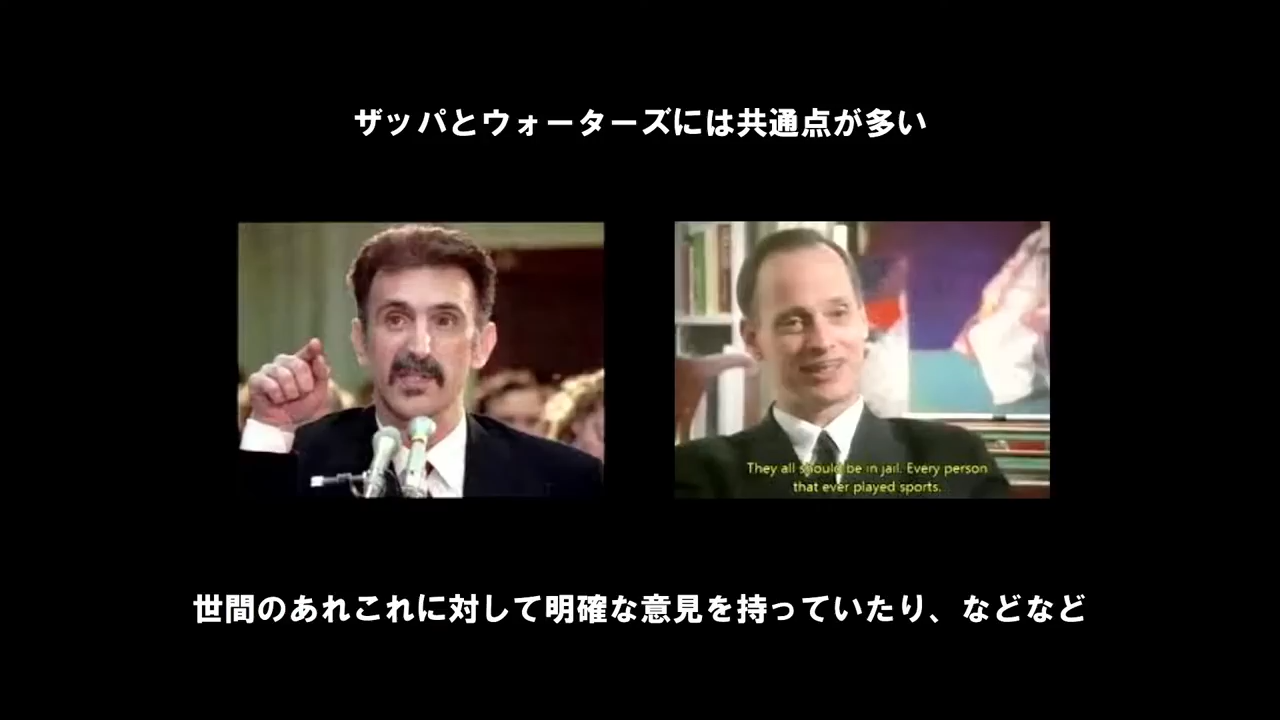 ザッパとウォーターズには共通点が多い
They all should be in jail. Every person
that ever played sports.
世間のあれこれに対して明確な意見を持っていたり、などなど